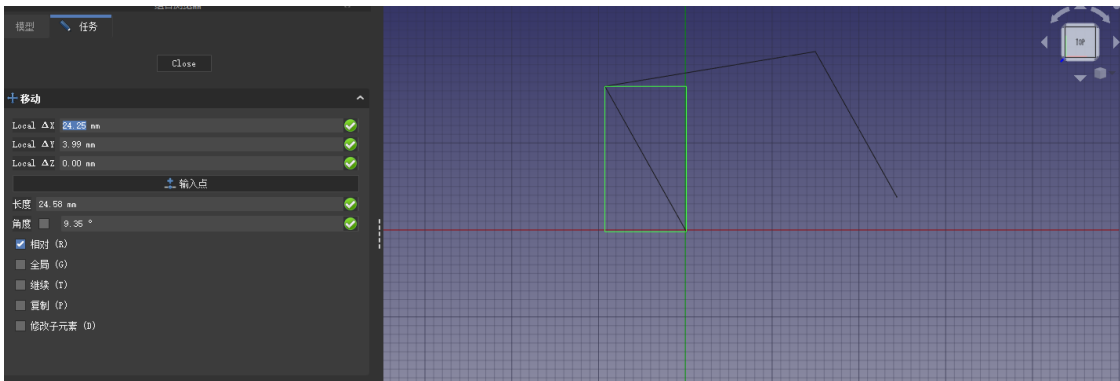 模型 任务
Close
移动
Local ΔX 24.25 mm
Local ΔY 3.99 mm
Local ΔZ 0.00 mm
输入点
长度 24.58 mm
角度 9.35 °
相对 (R)
全局 (G)
继续 (T)
复制 (P)
修改子元素 (D)
TOP